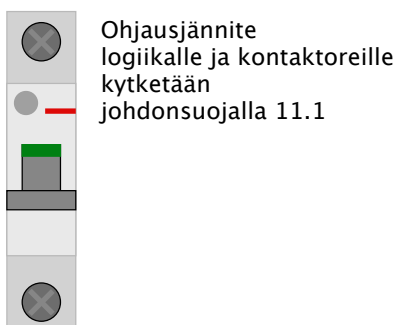 Ohjausjännite
logiikalle ja kontaktoreille
kytketään
johdonsuojalla 11.1